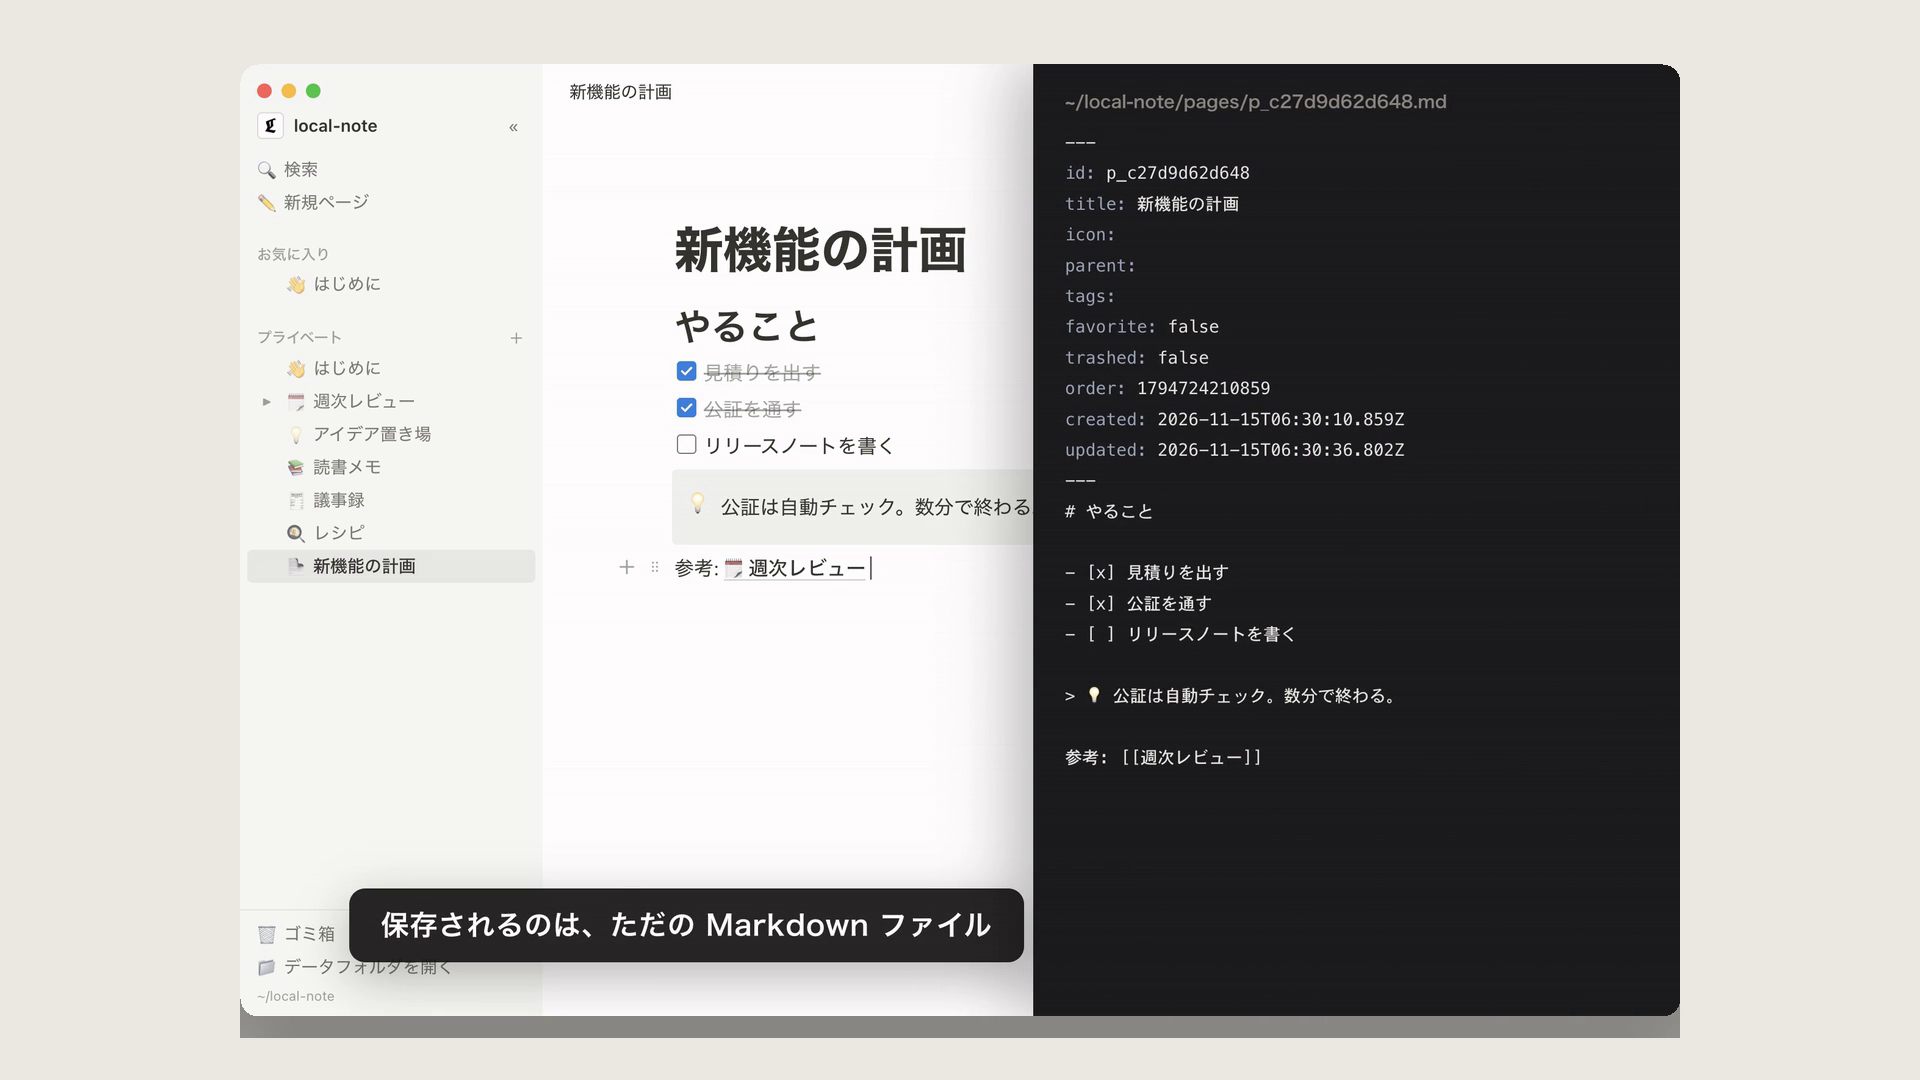 local-note
«
検索
新規ページ
お気に入り
はじめに
プライベート
はじめに
週次レビュー
アイデア置き場
読書メモ
議事録
レシピ
新機能の計画
ゴミ箱
データフォルダを開く
~/local-note
新機能の計画
新機能の計画
やること
見積りを出す
公証を通す
リリースノートを書く
公証は自動チェック。数分で終わる
参考: 週次レビュー
保存されるのは、ただの Markdown ファイル
~/local-note/pages/p_c27d9d62d648.md
---
id: p_c27d9d62d648
title: 新機能の計画
icon:
parent:
tags:
favorite: false
trashed: false
order: 1794724210859
created: 2026-11-15T06:30:10.859Z
updated: 2026-11-15T06:30:36.802Z
---
# やること
- [x] 見積りを出す
- [x] 公証を通す
- [ ] リリースノートを書く
> 💡 公証は自動チェック。数分で終わる。
参考: [[週次レビュー]]